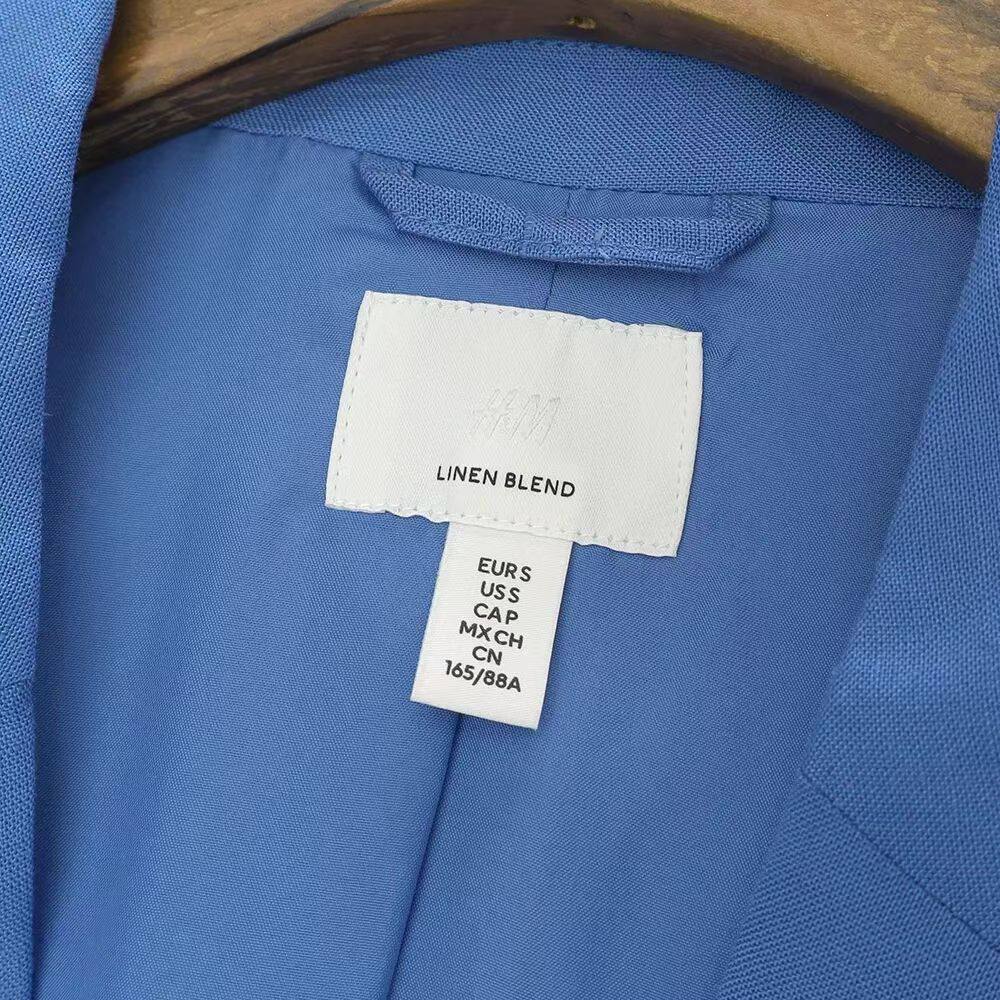 H&M
LINEN BLEND
EUR S
US S
CA P
MX CH
CN
165/88A